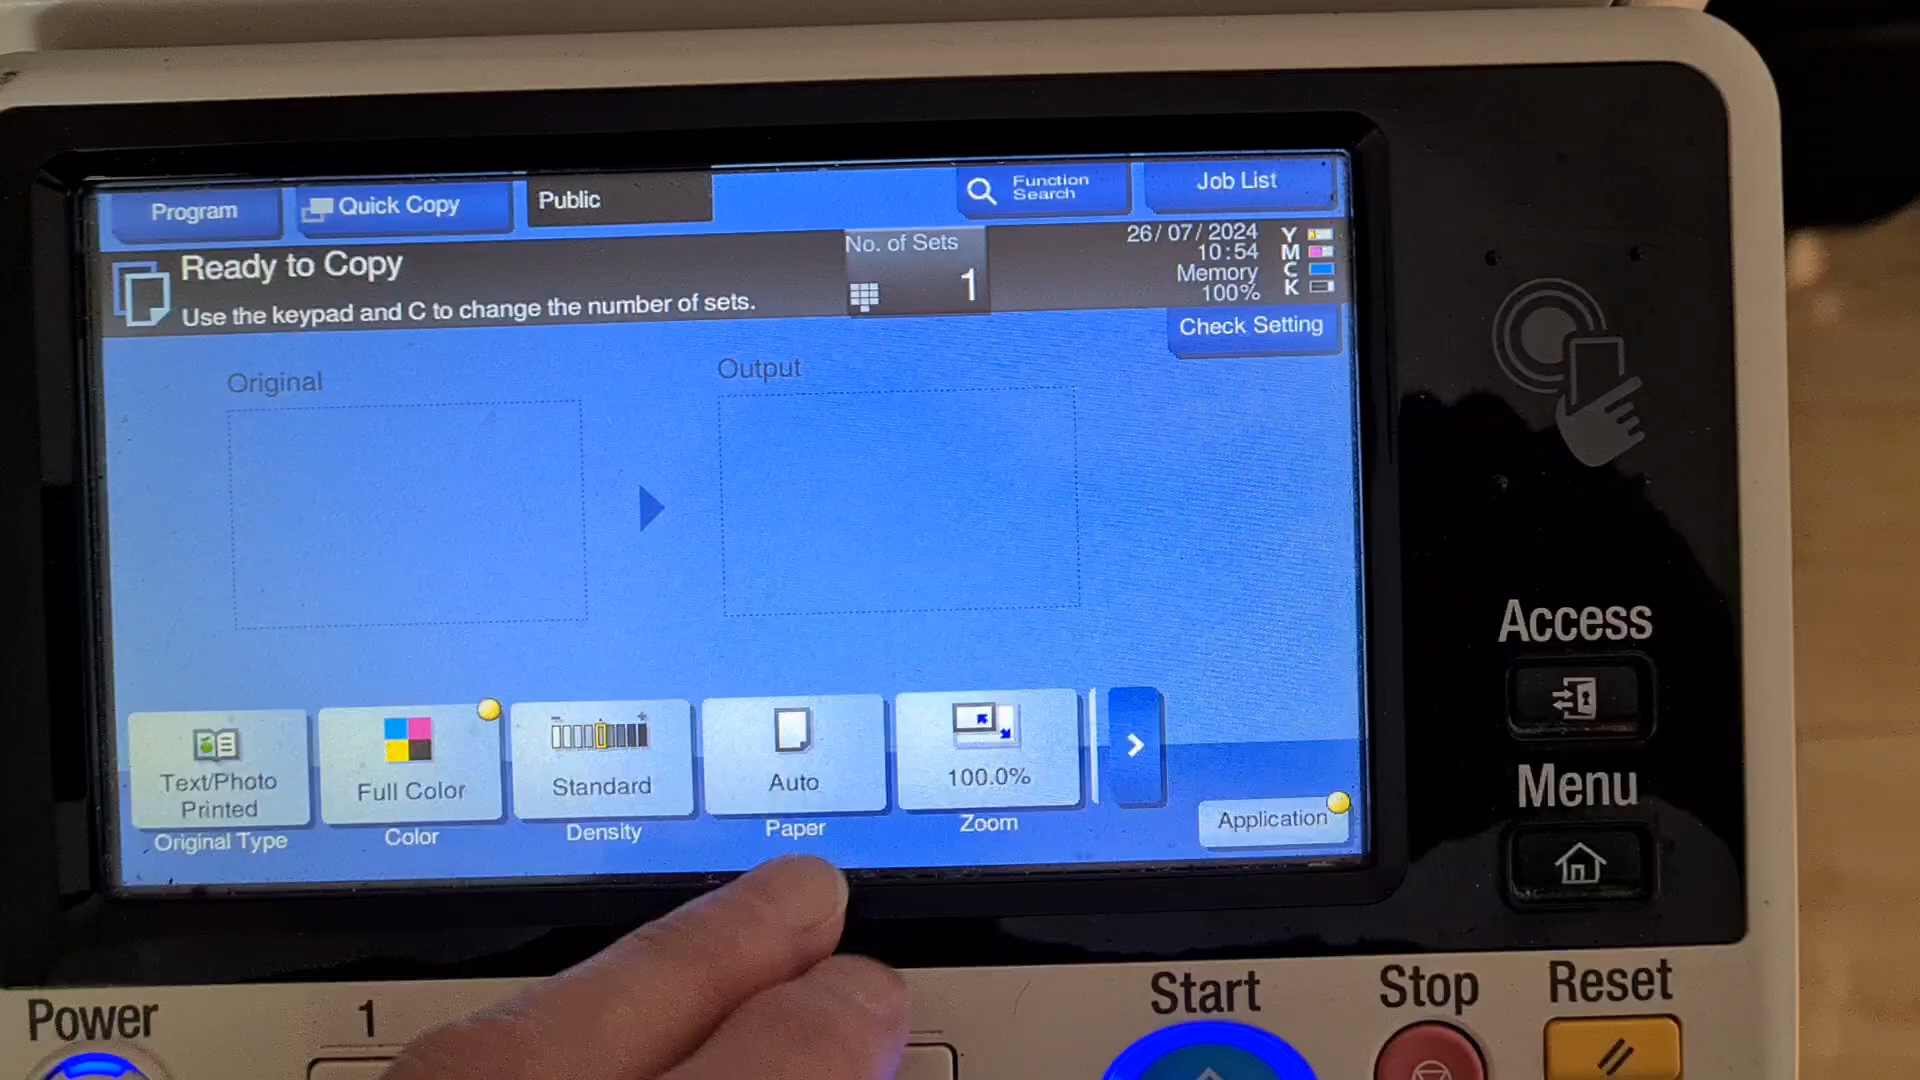 Program
Quick Copy
Public
Function
Search
Job List
Ready to Copy
Use the keypad and C to change the number of sets.
No. of Sets
1
26/07/2024
10:54
Memory
100%
Y
M
C
K
Check Setting
Original
Output
Text/Photo
Printed
Original Type
Full Color
Color
Standard
Density
Auto
Paper
100.0%
Zoom
Application
Access
Menu
Power
1
Start
Stop
Reset